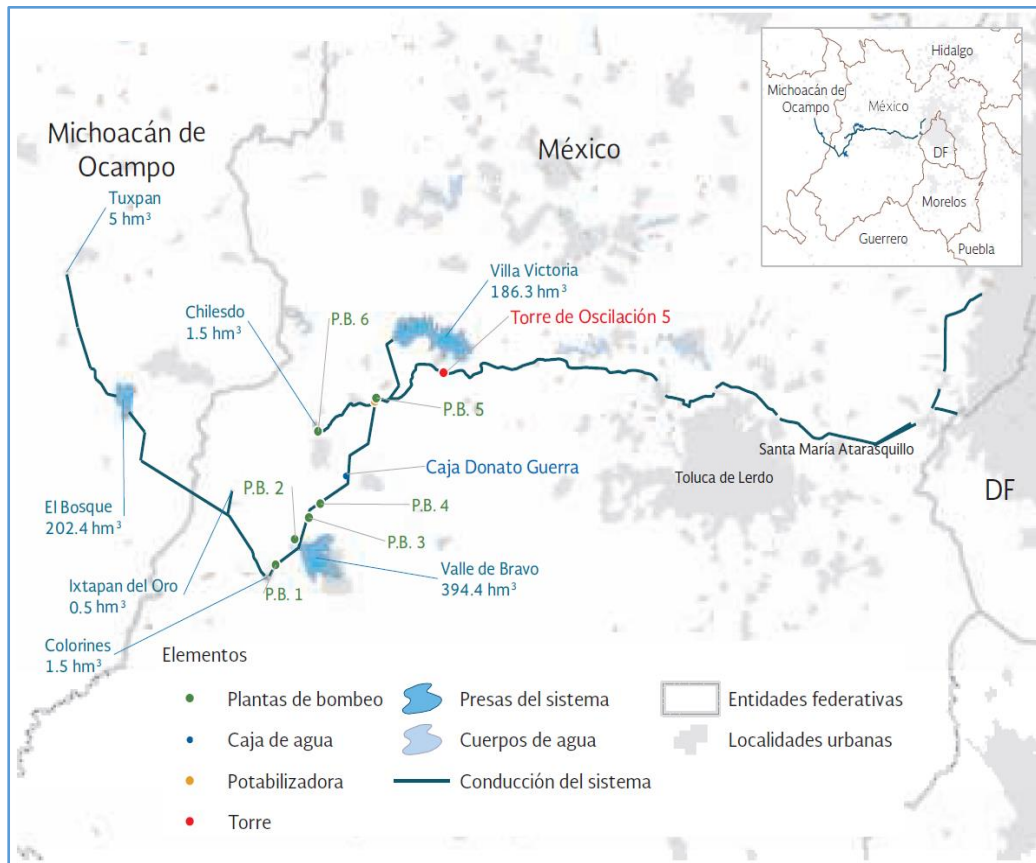 Michoacán de
Ocampo
Tuxpan
5 hm³
México
Hidalgo
Michoacán de
Ocampo
México
DF
Morelos
Guerrero
Puebla
Villa Victoria
186.3 hm³
Chilesdo
1.5 hm³
P.B. 6
Torre de Oscilación 5
P.B. 5
Santa María Atarasquillo
Caja Donato Guerra
Toluca de Lerdo
P.B. 2
P.B. 4
DF
El Bosque
202.4 hm³
P.B. 3
Valle de Bravo
394.4 hm³
Ixtapan del Oro
0.5 hm³
P.B. 1
Colorines
1.5 hm³
Elementos
Plantas de bombeo
Presas del sistema
Entidades federativas
Caja de agua
Cuerpos de agua
Localidades urbanas
Potabilizadora
Conducción del sistema
Torre